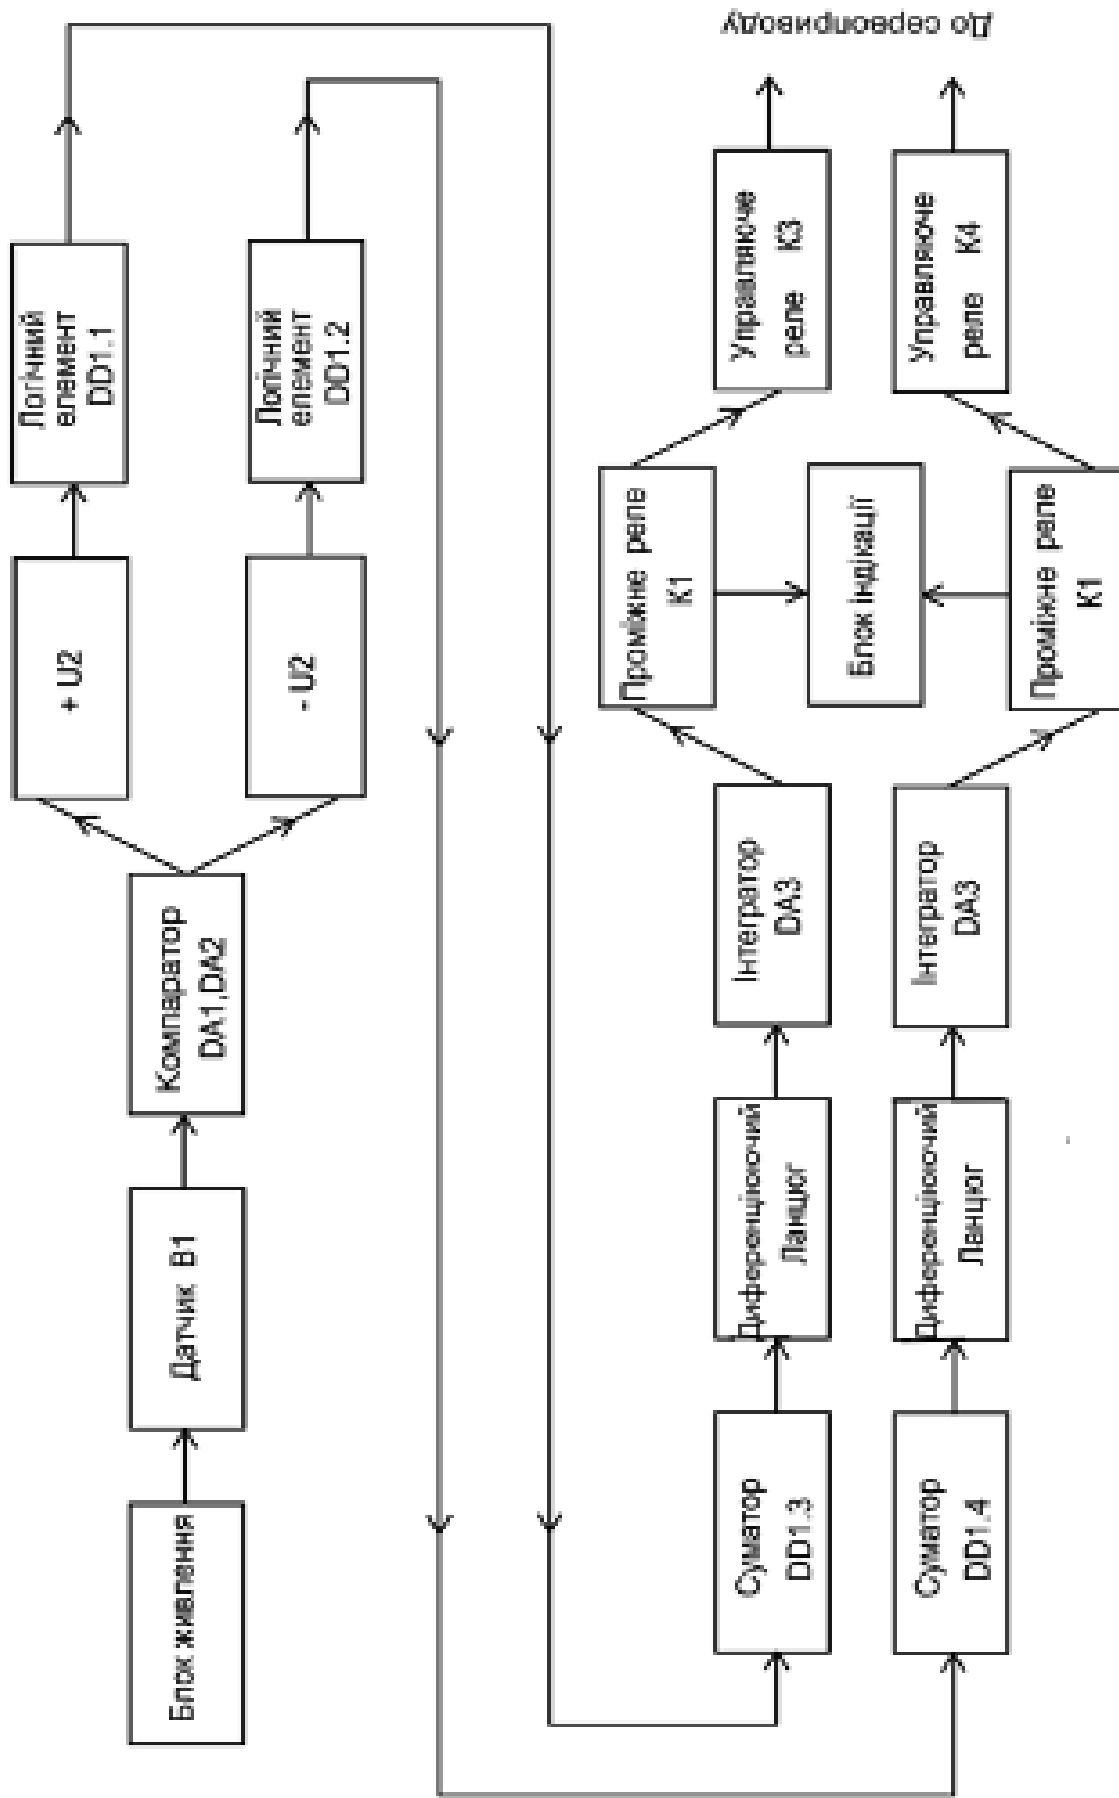 Блок живлення
Датчик В1
Компаратор
DA1,DA2
+ U2
- U2
Логічний
елемент
DD1.1
Логічний
елемент
DD1.2
Суматор
DD1.3
Диференціюючий
Ланцюг
Інтегратор
DA3
Проміжне реле
К1
Управляюче
реле К3
Блок індікації
Суматор
DD1.4
Диференціюючий
Ланцюг
Інтегратор
DA3
Проміжне реле
К1
Управляюче
реле К4
До сервоприводу